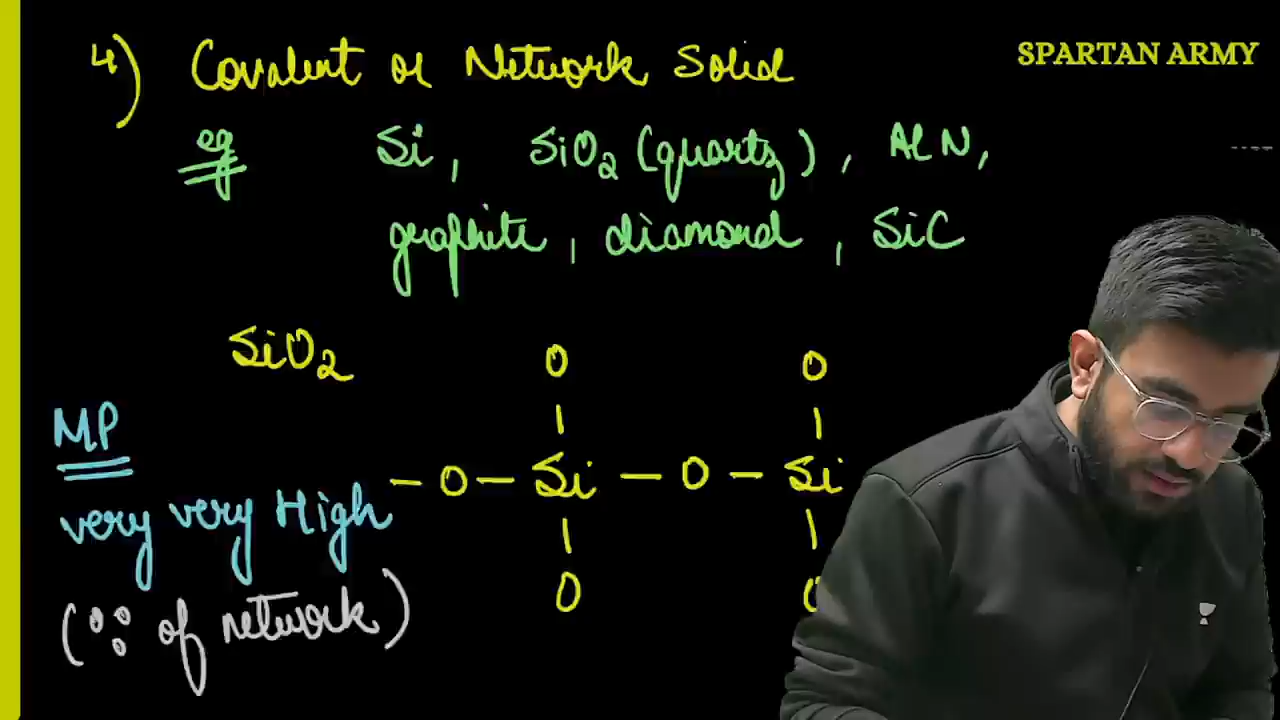 4) Covalent or Network Solid
SPARTAN ARMY
eg Si, SiO2 (quartz), AlN,
graphite, diamond, SiC
SiO2
O O
MP
- O - Si - O - Si
very very High
O O
(∵ of network)